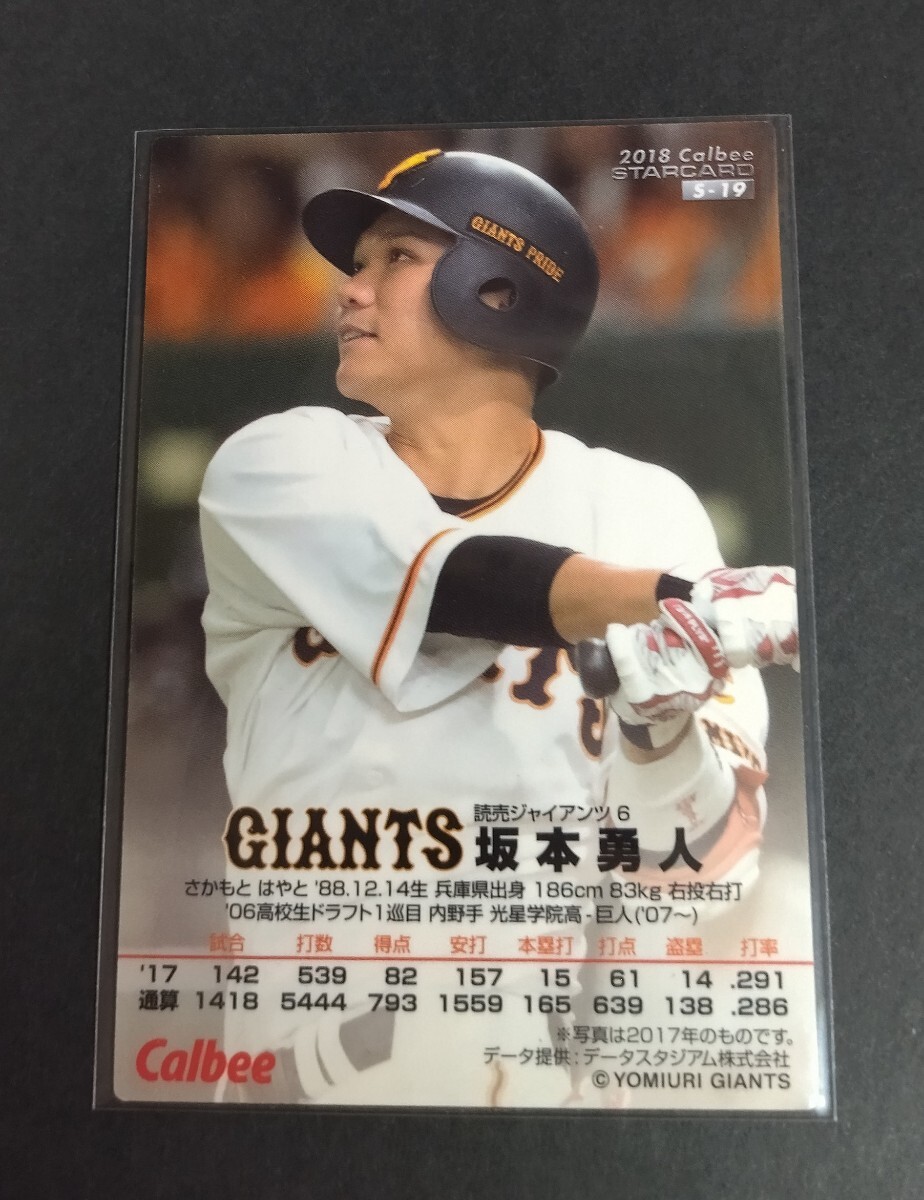 2018 Calbee
STARCARD
S-19
GIANTS PRIDE
読売ジャイアンツ 6
GIANTS 坂本勇人
さかもと はやと '88.12.14生 兵庫県出身 186cm 83kg 右投右打
'06高校生ドラフト1巡目 内野手 光星学院高-巨人('07~)
試合 打数 得点 安打 本塁打 打点 盗塁 打率
'17 142 539 82 157 15 61 14 .291
通算 1418 5444 793 1559 165 639 138 .286
※写真は2017年のものです。
Calbee データ提供:データスタジアム株式会社
©YOMIURI GIANTS